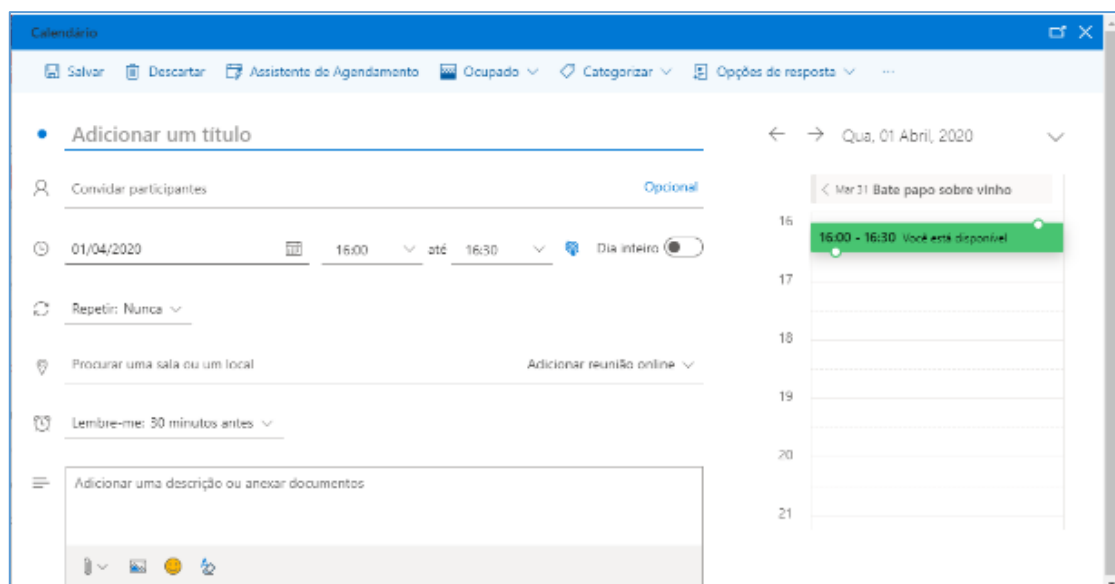 Calendário
Salvar Descartar Assistente de Agendamento Ocupado Categorizar Opções de resposta ...
Adicionar um título
Convidar participantes Opcional
01/04/2020 16:00 até 16:30 Dia inteiro
Repetir: Nunca
Procurar uma sala ou um local Adicionar reunião online
Lembre-me: 30 minutos antes
Adicionar uma descrição ou anexar documentos
Qua, 01 Abril, 2020
Mar 31 Bate papo sobre vinho
16
16:00 - 16:30 Você está disponível
17
18
19
20
21